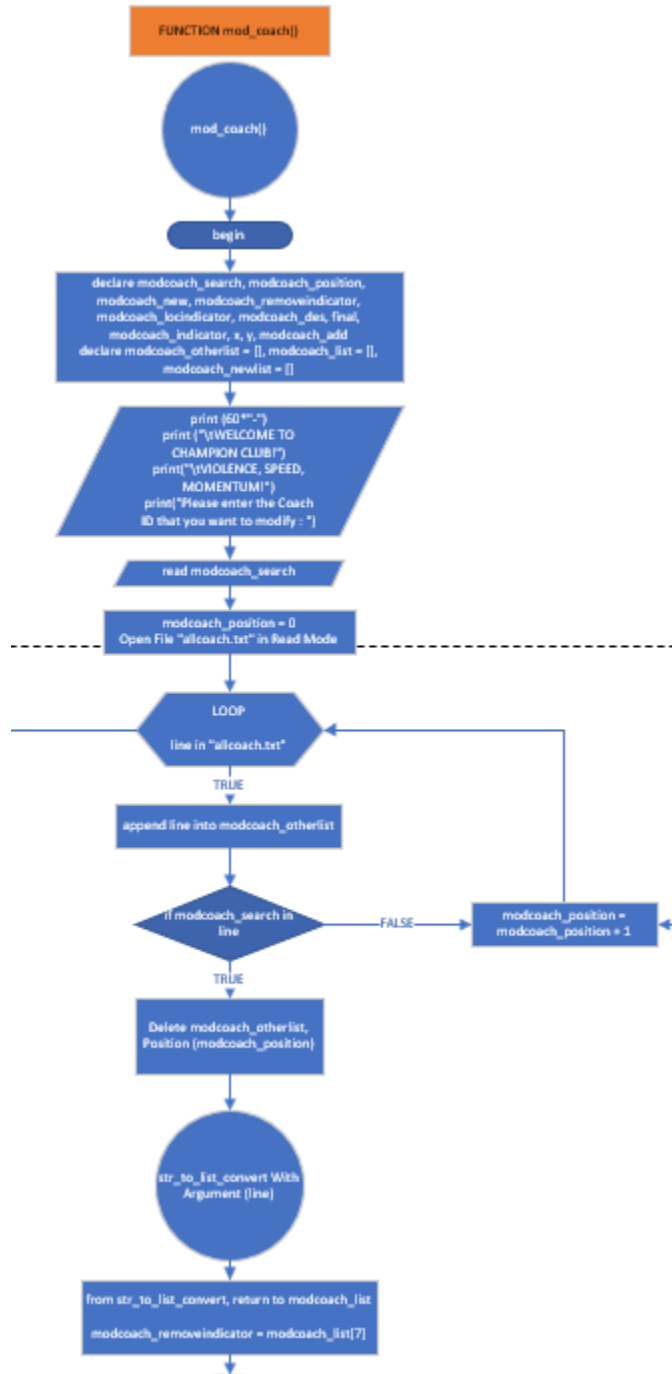 FUNCTION mod_coach()
mod_coach()
begin
declare modcoach_search, modcoach_position,
modcoach_new, modcoach_removeindicator,
modcoach_locindicator, modcoach_des, final,
modcoach_indicator, x, y, modcoach_add
declare modcoach_otherlist = [], modcoach_list = [],
modcoach_newlist = []
print (60*"-")
print ("\tWELCOME TO
CHAMPION CLUB!")
print("\tVIOLENCE, SPEED,
MOMENTUM!")
print("Please enter the Coach
ID that you want to modify : ")
read modcoach_search
modcoach_position = 0
Open File "allcoach.txt" in Read Mode
LOOP
line in "allcoach.txt"
TRUE
append line into modcoach_otherlist
if modcoach_search in
line
FALSE
modcoach_position =
modcoach_position + 1
TRUE
Delete modcoach_otherlist,
Position (modcoach_position)
str_to_list_convert With
Argument (line)
from str_to_list_convert, return to modcoach_list
modcoach_removeindicator = modcoach_list[7]